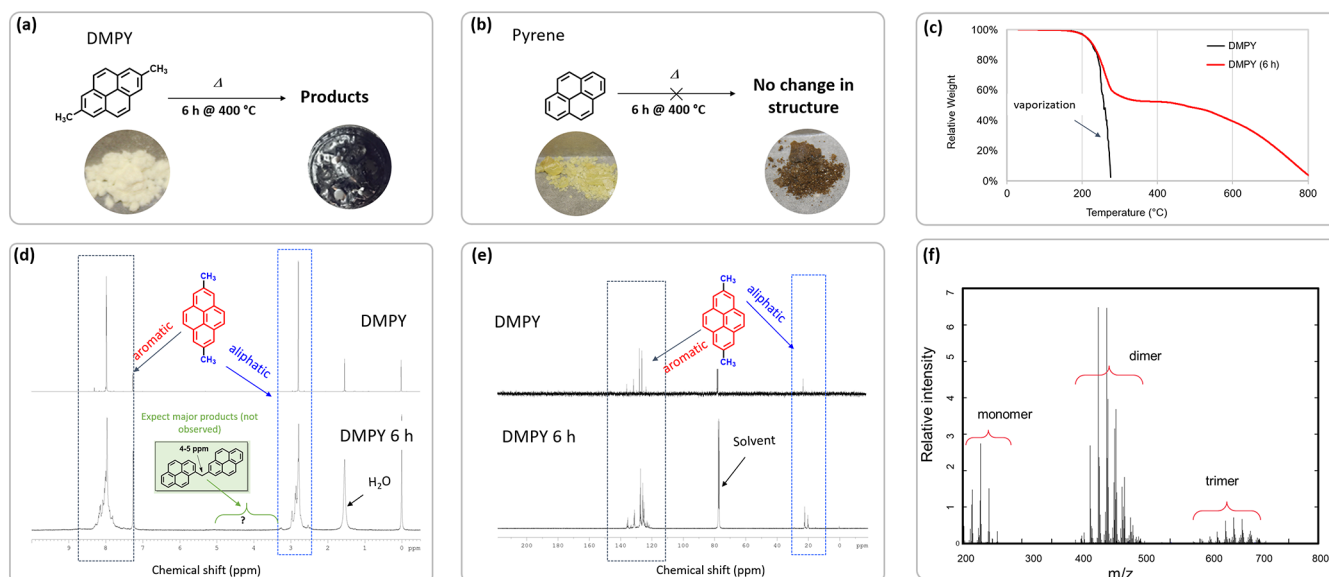 (a)
DMPY
CH3
H3C
Δ
6 h @ 400 °C
Products
(b)
Pyrene
Δ
6 h @ 400 °C
No change in
structure
(c)
100%
80%
60%
40%
20%
0%
Relative Weight
vaporization
DMPY
DMPY (6 h)
0
200
400
600
800
Temperature (°C)
(d)
CH3
CH3
aromatic
aliphatic
DMPY
Expect major products (not
observed)
4-5 ppm
?
DMPY 6 h
H2O
9
8
7
6
5
4
3
2
1
0
ppm
Chemical shift (ppm)
(e)
DMPY
CH3
CH3
aromatic
aliphatic
DMPY 6 h
Solvent
200
180
160
140
120
100
80
60
40
20
0
ppm
Chemical shift (ppm)
(f)
7
6
5
4
3
2
1
0
Relative intensity
monomer
dimer
trimer
200
300
400
500
600
700
800
m/z